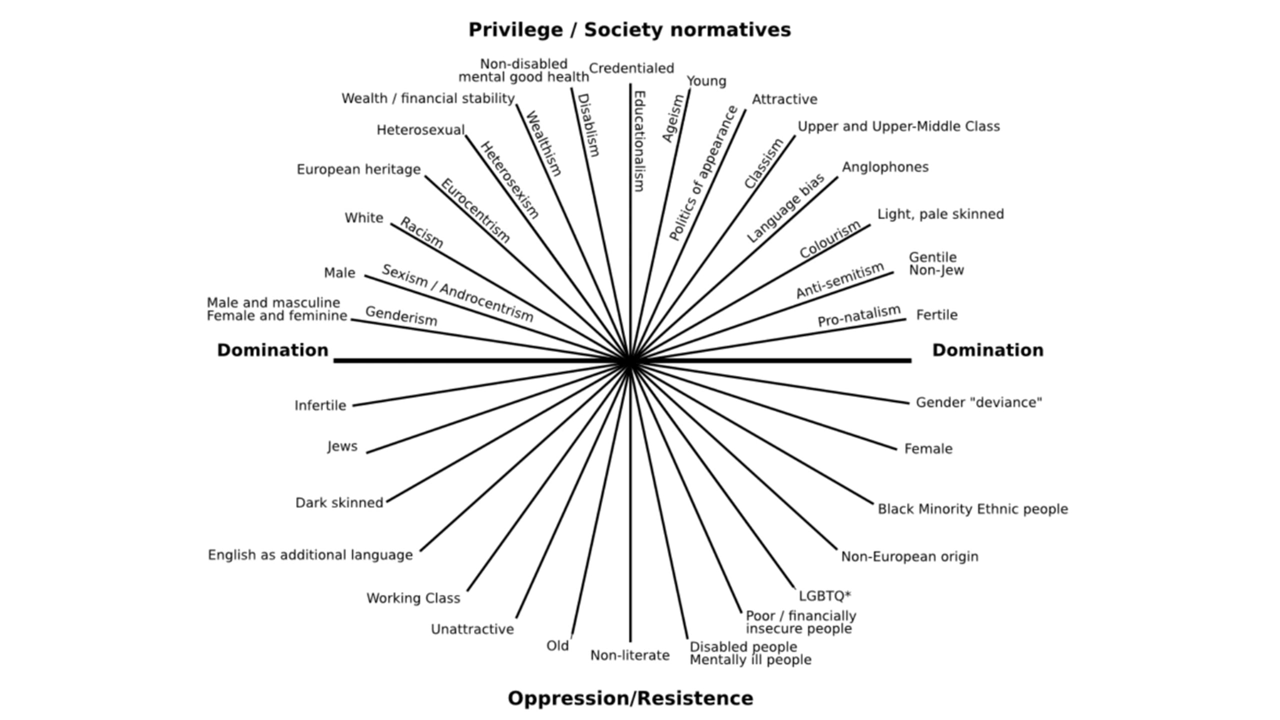 Privilege / Society normatives
Non-disabled
mental good health
Credentialed
Young
Wealth / financial stability
Attractive
Heterosexual
Upper and Upper-Middle Class
European heritage
Anglophones
White
Light, pale skinned
Male
Gentile
Non-Jew
Male and masculine
Female and feminine
Fertile
Genderism
Sexism / Androcentrism
Racism
Eurocentrism
Heterosexism
Wealthism
Disablism
Educationalism
Ageism
Politics of appearance
Classism
Language bias
Colourism
Anti-semitism
Pro-natalism
Domination
Domination
Infertile
Gender "deviance"
Jews
Female
Dark skinned
Black Minority Ethnic people
English as additional language
Non-European origin
Working Class
LGBTQ*
Unattractive
Poor / financially
insecure people
Old
Non-literate
Disabled people
Mentally ill people
Oppression/Resistence